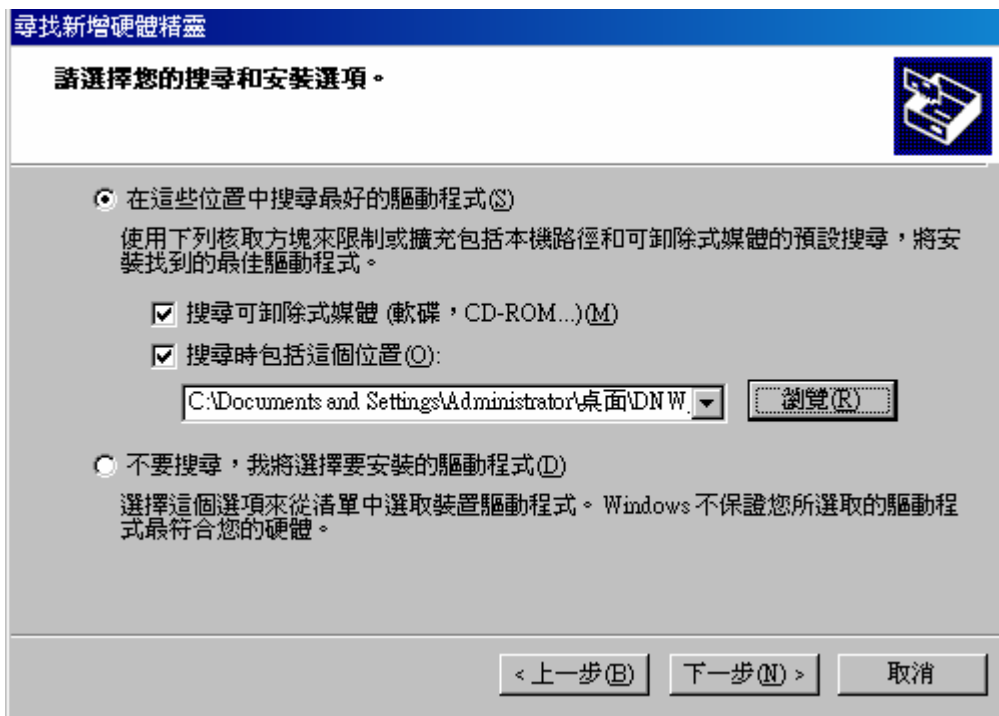 尋找新增硬體精靈
請選擇您的搜尋和安裝選項。
在這些位置中搜尋最好的驅動程式(S)
使用下列核取方塊來限制或擴充包括本機路徑和可卸除式媒體的預設搜尋，將安
裝找到的最佳驅動程式。
搜尋可卸除式媒體 (軟碟，CD-ROM...)(M)
搜尋時包括這個位置(O):
C:\Documents and Settings\Administrator\桌面\DNW_
瀏覽(R)
不要搜尋，我將選擇要安裝的驅動程式(D)
選擇這個選項來從清單中選取裝置驅動程式。Windows 不保證您所選取的驅動程
式最符合您的硬體。
< 上一步(B)
下一步(N) >
取消